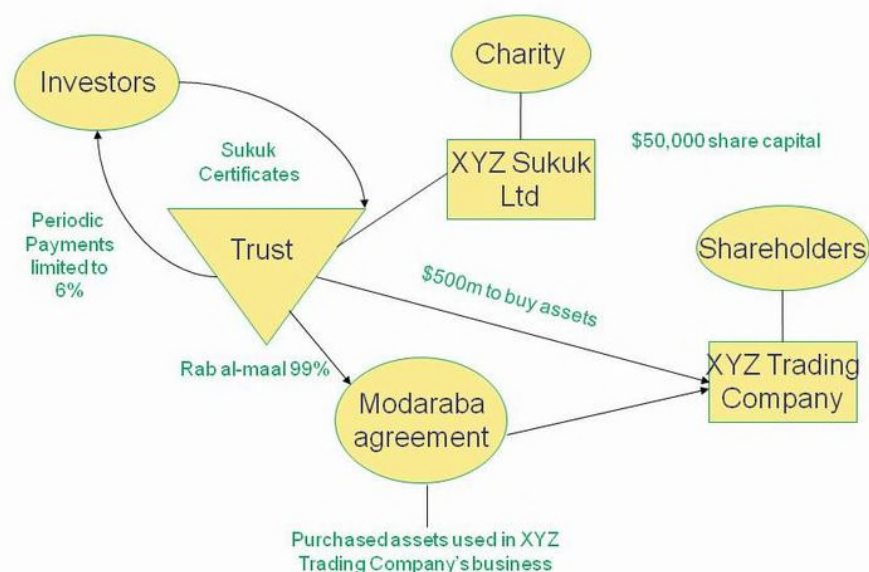 Charity
Investors
Sukuk
Certificates
XYZ Sukuk
Ltd
$50,000 share capital
Periodic
Payments
limited to
6%
Trust
Shareholders
$500m to buy assets
Rab al-maal 99%
XYZ Trading
Company
Modaraba
agreement
Purchased assets used in XYZ
Trading Company's business